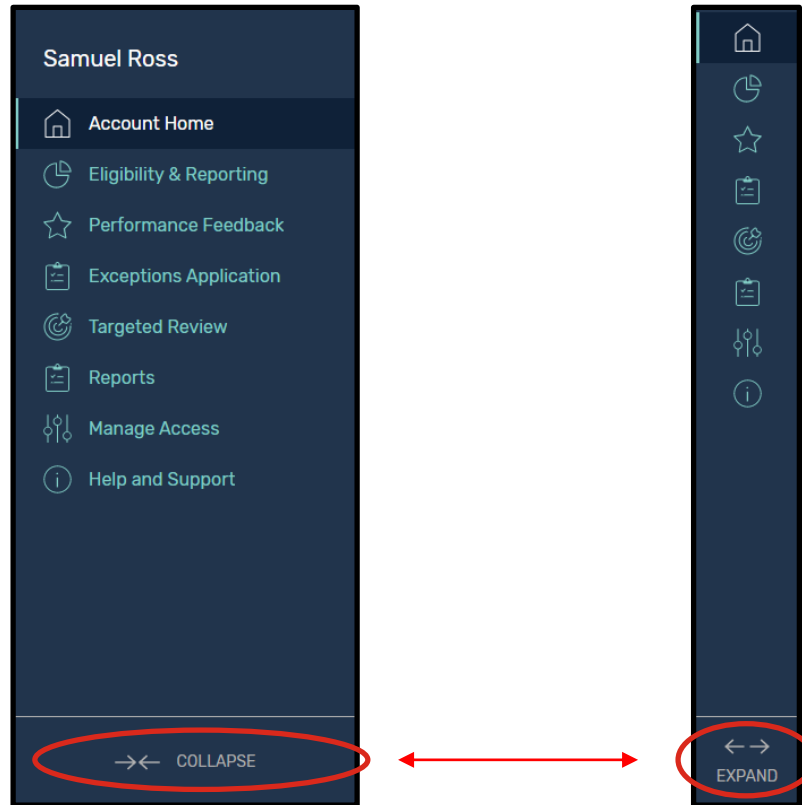 Samuel Ross
Account Home
Eligibility & Reporting
Performance Feedback
Exceptions Application
Targeted Review
Reports
Manage Access
Help and Support
COLLAPSE
EXPAND